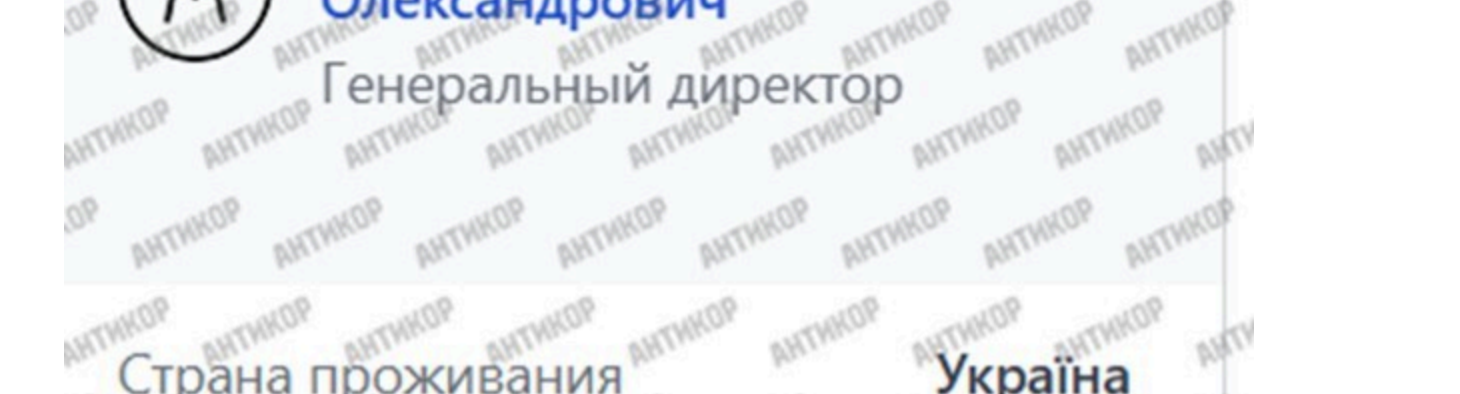 Олександрович
Генеральный директор
Страна проживания Україна
АНТИКОР